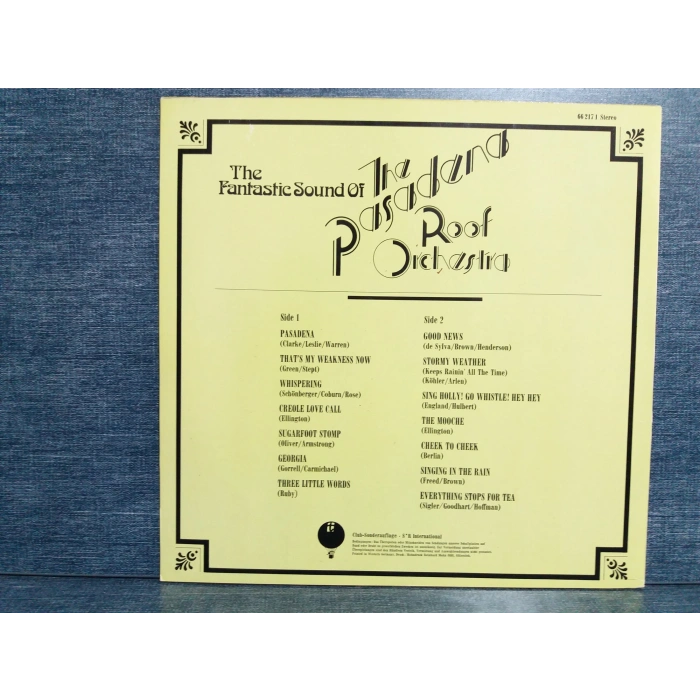 66 217 1 Stereo
The
Fantastic Sound Of
The
Pasadena
Roof
Orchestra
Side 1
PASADENA
(Clarke/Leslie/Warren)
THAT'S MY WEAKNESS NOW
(Green/Stept)
WHISPERING
(Schönberger/Coburn/Rose)
CREOLE LOVE CALL
(Ellington)
SUGARFOOT STOMP
(Oliver/Armstrong)
GEORGIA
(Gorrell/Carmichael)
THREE LITTLE WORDS
(Ruby)
Side 2
GOOD NEWS
(de Sylva/Brown/Henderson)
STORMY WEATHER
(Keeps Rainin' All The Time)
(Köhler/Arlen)
SING HOLLY! GO WHISTLE! HEY HEY
(England/Hulbert)
THE MOOCHE
(Ellington)
CHEEK TO CHEEK
(Berlin)
SINGING IN THE RAIN
(Freed/Brown)
EVERYTHING STOPS FOR TEA
(Sigler/Goodhart/Hoffman)
Club-Sonderauflage · international